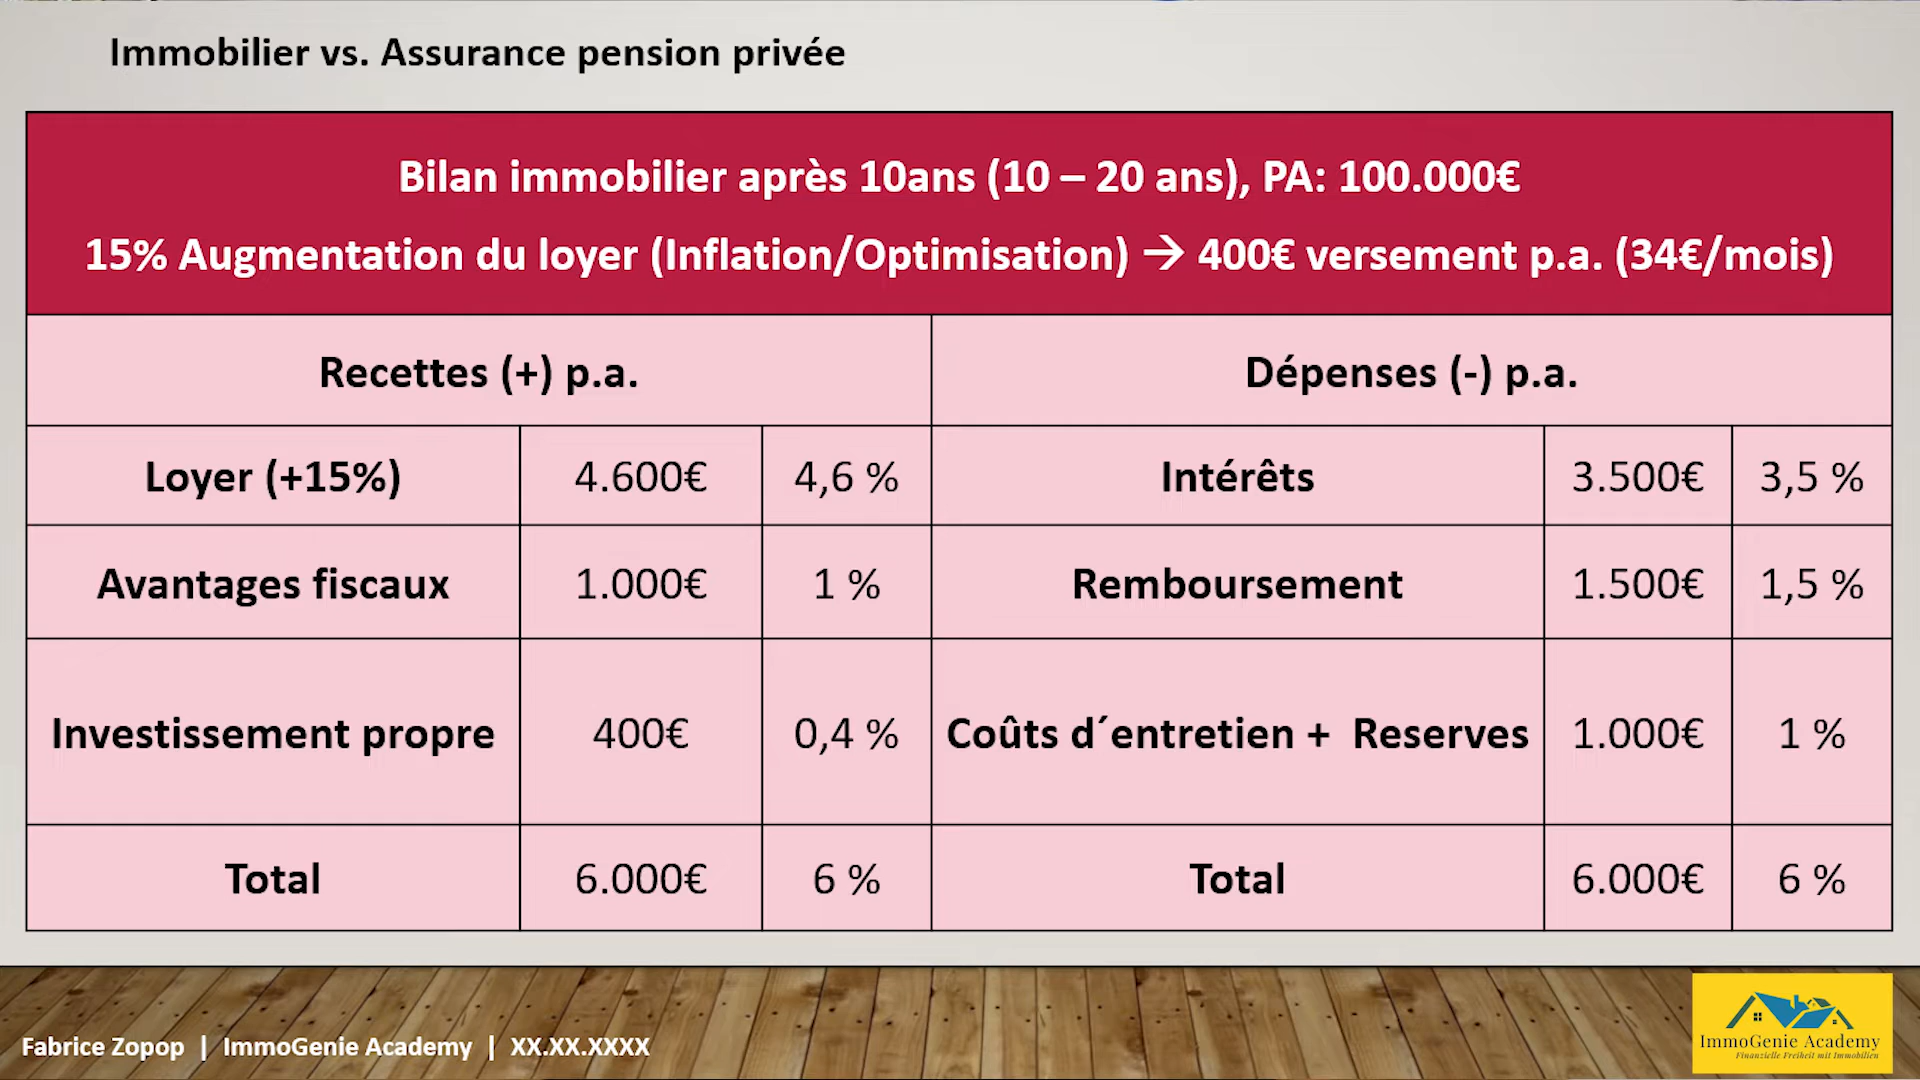 Immobilier vs. Assurance pension privée
Bilan immobilier après 10ans (10 – 20 ans), PA: 100.000€
15% Augmentation du loyer (Inflation/Optimisation) → 400€ versement p.a. (34€/mois)
Recettes (+) p.a. Dépenses (-) p.a.
Loyer (+15%) 4.600€ 4,6 % Intérêts 3.500€ 3,5 %
Avantages fiscaux 1.000€ 1 % Remboursement 1.500€ 1,5 %
Investissement propre 400€ 0,4 % Coûts d´entretien + Reserves 1.000€ 1 %
Total 6.000€ 6 % Total 6.000€ 6 %
Fabrice Zopop | ImmoGenie Academy | XX.XX.XXXX
ImmoGenie Academy
Finanzielle Freiheit mit Immobilien